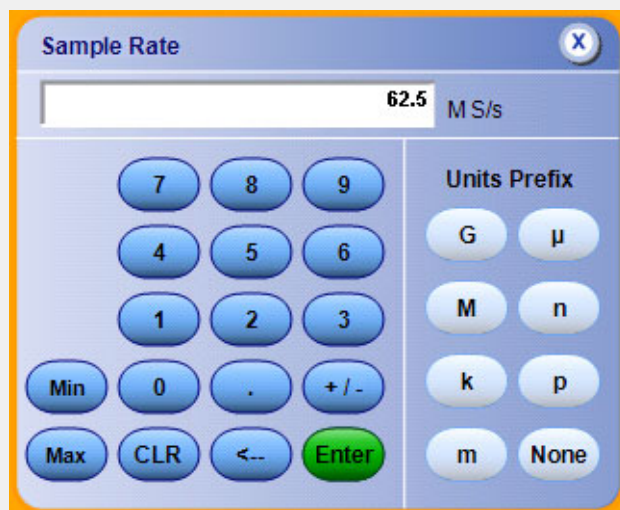 Sample Rate X
62.5 M S/s
7 8 9 Units Prefix
4 5 6 G µ
1 2 3 M n
Min 0 . + / - k p
Max CLR <-- Enter m None